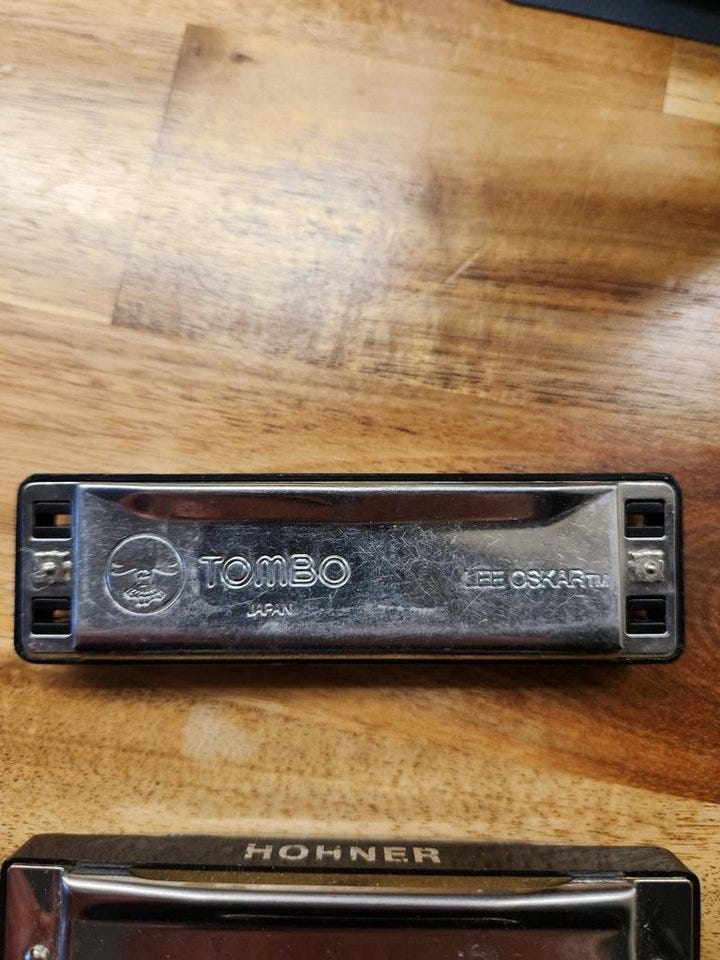 TOMBO
JAPAN
LEE OSKAR™
HOHNER